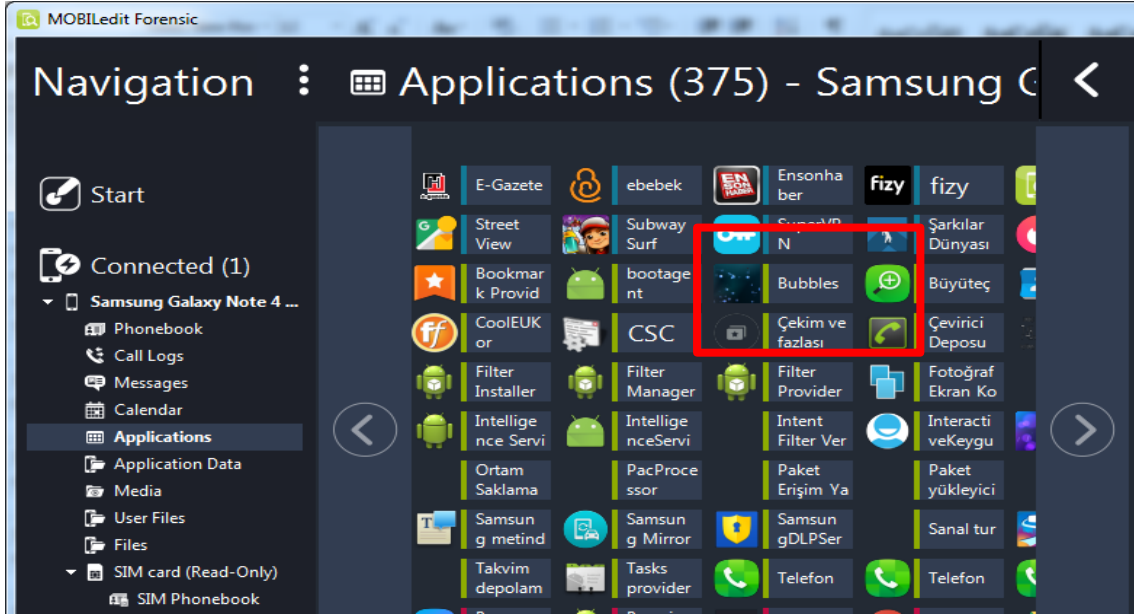 MOBILedit Forensic
Navigation
Applications (375) - Samsung G
Start
Connected (1)
Samsung Galaxy Note 4 ...
Phonebook
Call Logs
Messages
Calendar
Applications
Application Data
Media
User Files
Files
SIM card (Read-Only)
SIM Phonebook
E-Gazete
ebebek
EN SON HABER
Ensonha
ber
fizy
fizy
Street
View
Subway
Surf
SuperVP
N
Şarkılar
Dünyası
Bookmar
k Provid
bootage
nt
Bubbles
Büyüteç
CoolEUK
or
CSC
Çekim ve
fazlası
Çevirici
Deposu
Filter
Installer
Filter
Manager
Filter
Provider
Fotoğraf
Ekran Ko
Intellige
nce Servi
Intellige
nceServi
Intent
Filter Ver
Interacti
veKeygu
Ortam
Saklama
PacProce
ssor
Paket
Erişim Ya
Paket
yükleyici
Samsun
g metind
Samsun
g Mirror
Samsun
gDLPSer
Sanal tur
Takvim
depolam
Tasks
provider
Telefon
Telefon